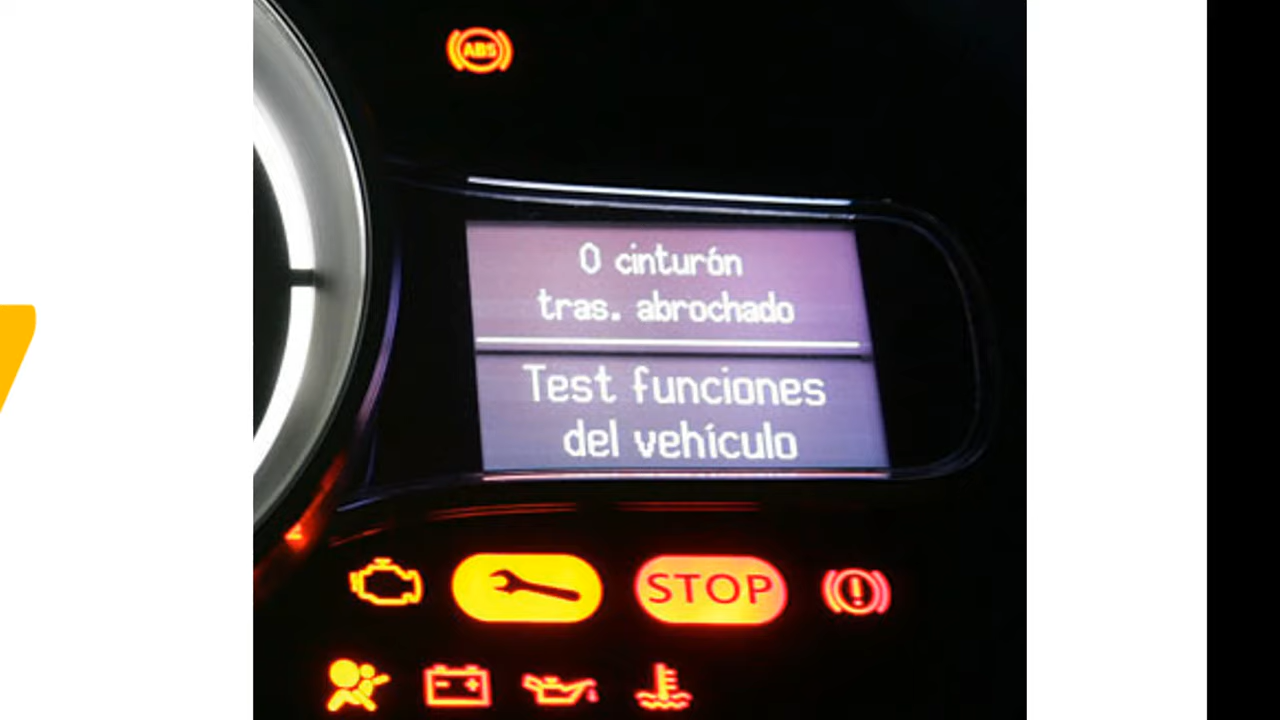 ABS
0 cinturón
tras. abrochado
Test funciones
del vehículo
STOP